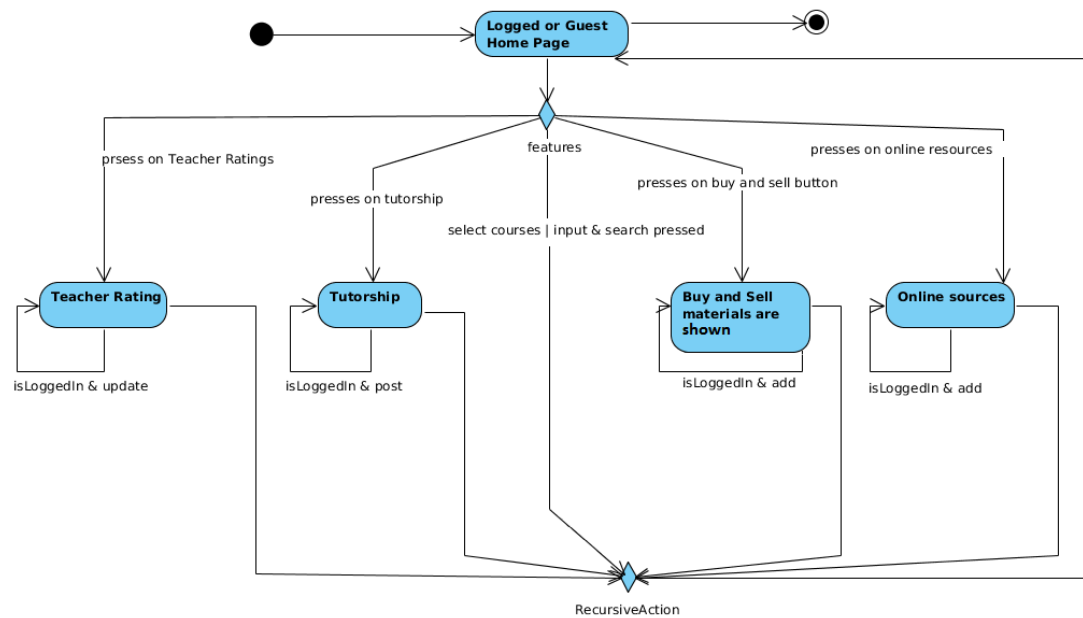 Logged or Guest
Home Page
features
prsess on Teacher Ratings
presses on online resources
presses on tutorship
presses on buy and sell button
select courses | input & search pressed
Teacher Rating
Tutorship
Buy and Sell
materials are
shown
Online sources
isLoggedIn & update
isLoggedIn & post
isLoggedIn & add
isLoggedIn & add
RecursiveAction